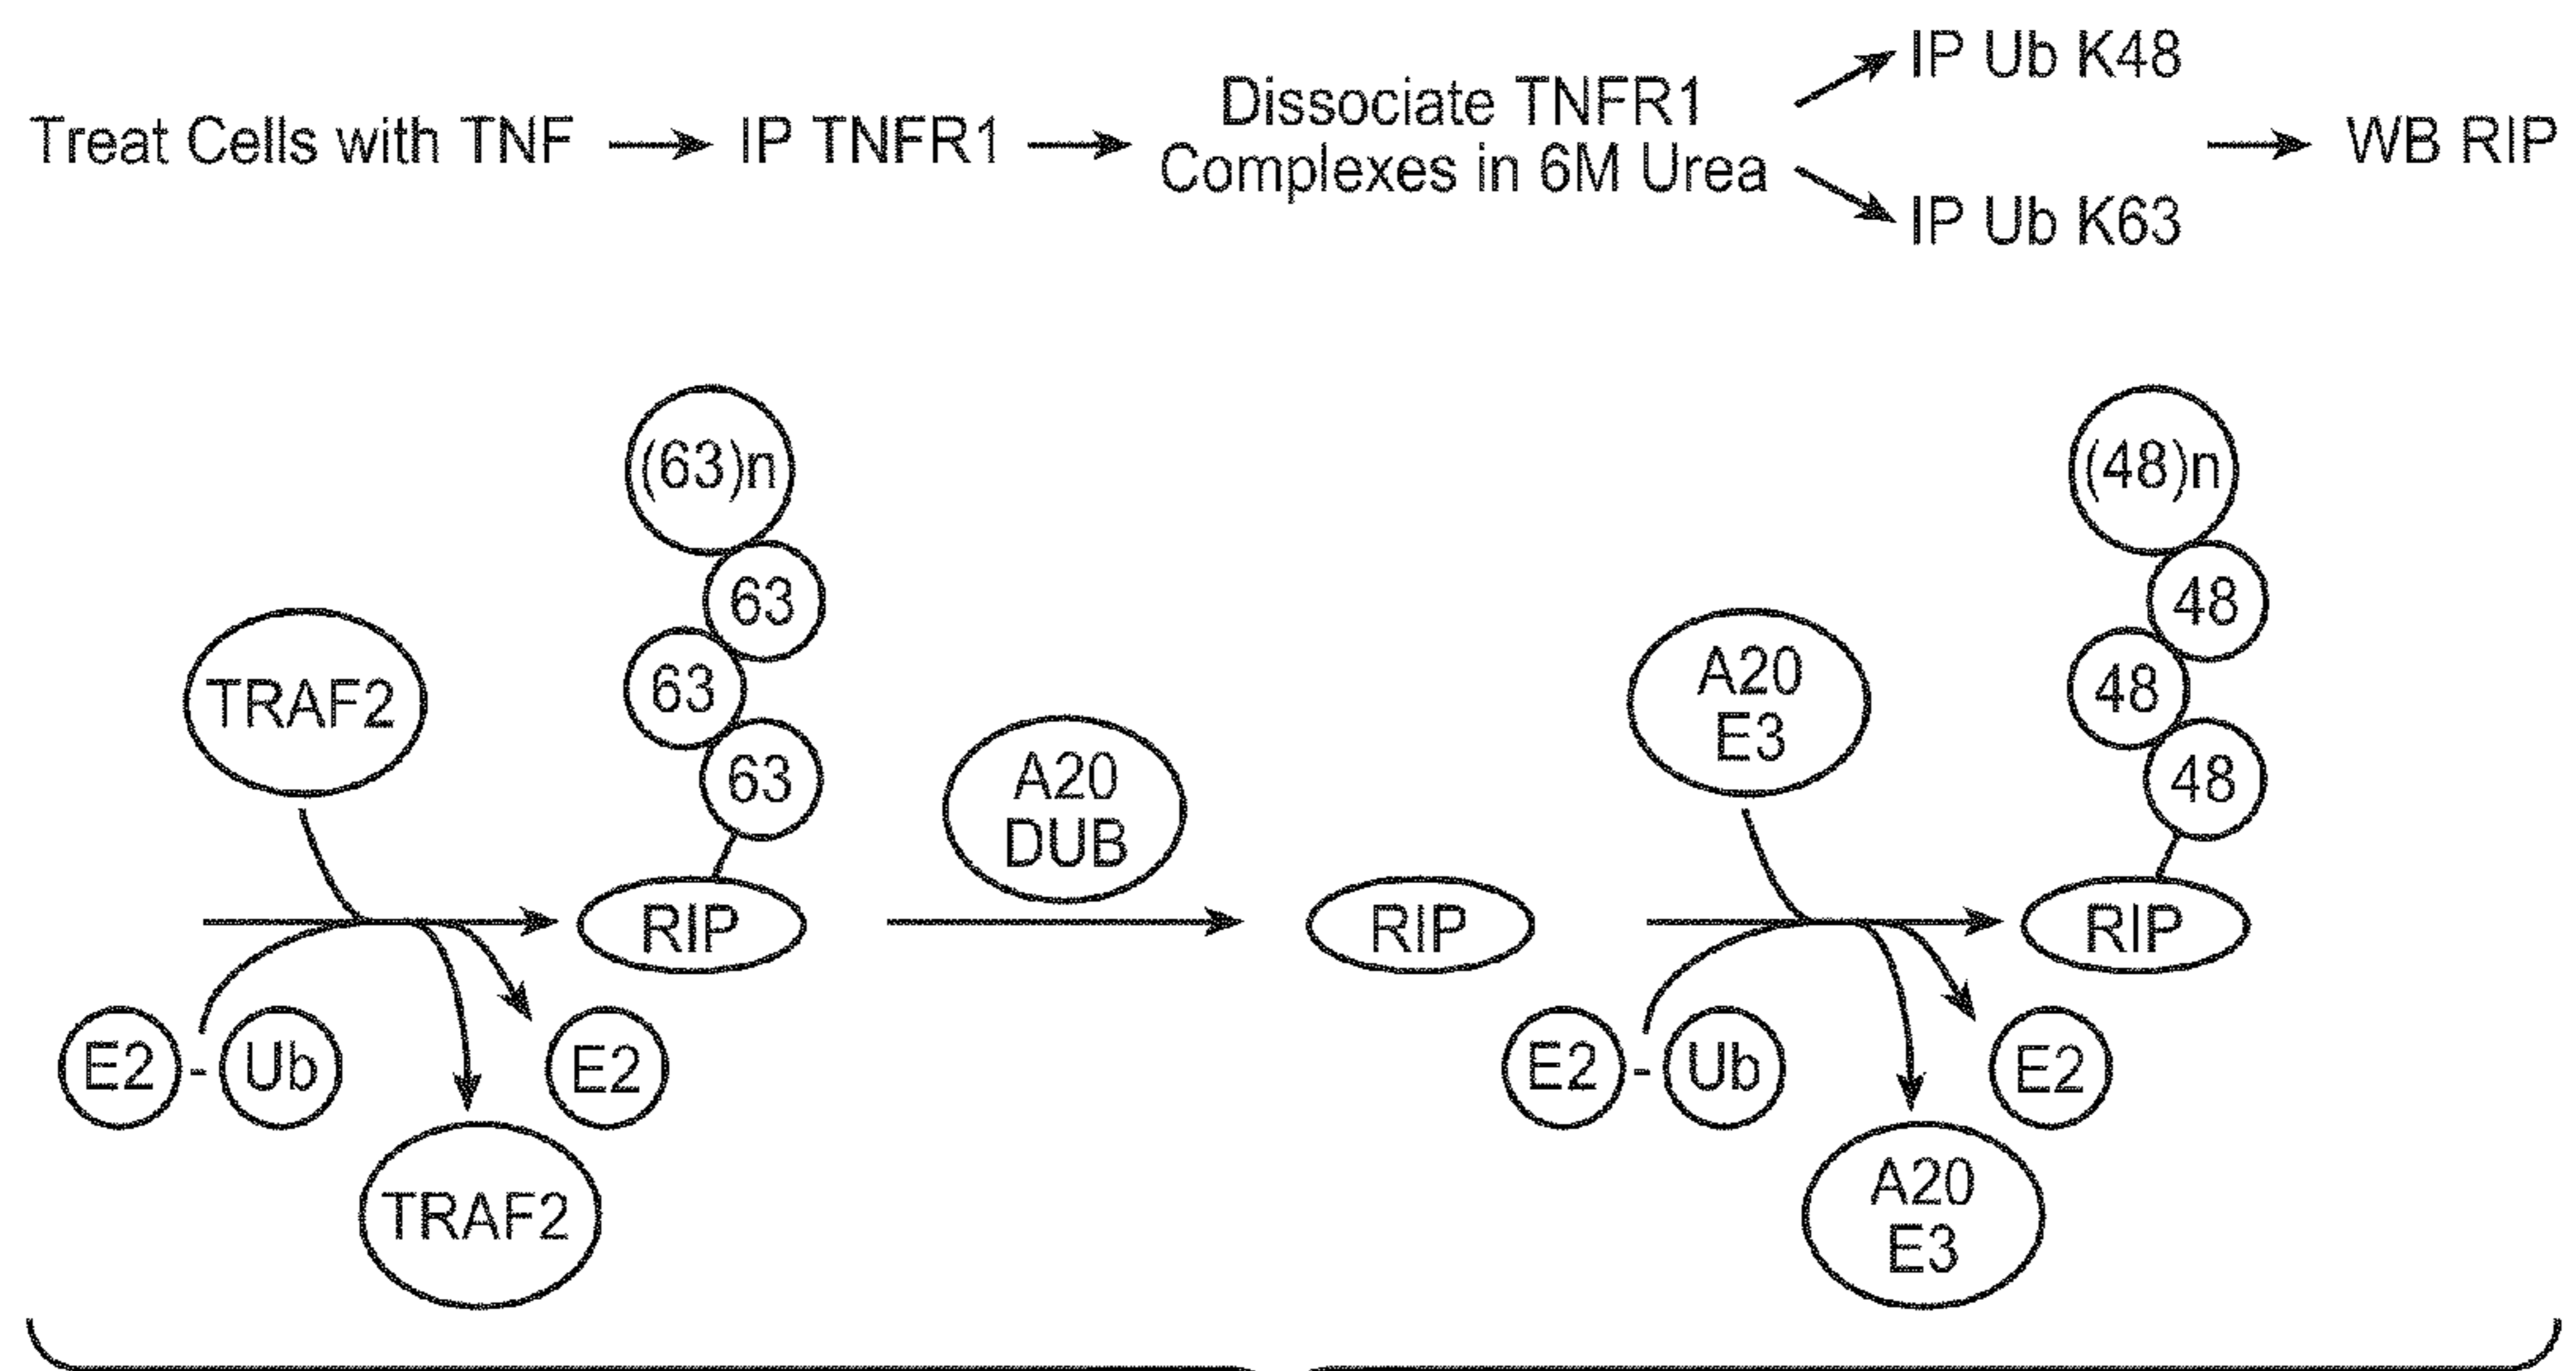 IP Ub K48
Treat Cells with TNF
IP TNFR1
Dissociate TNFR1
Complexes in 6M Urea
WB RIP
IP Ub K63
(63)n
63
63
63
TRAF2
RIP
E2 - Ub
E2
TRAF2
A20
DUB
RIP
(48)n
48
48
48
A20
E3
RIP
E2 - Ub
E2
A20
E3